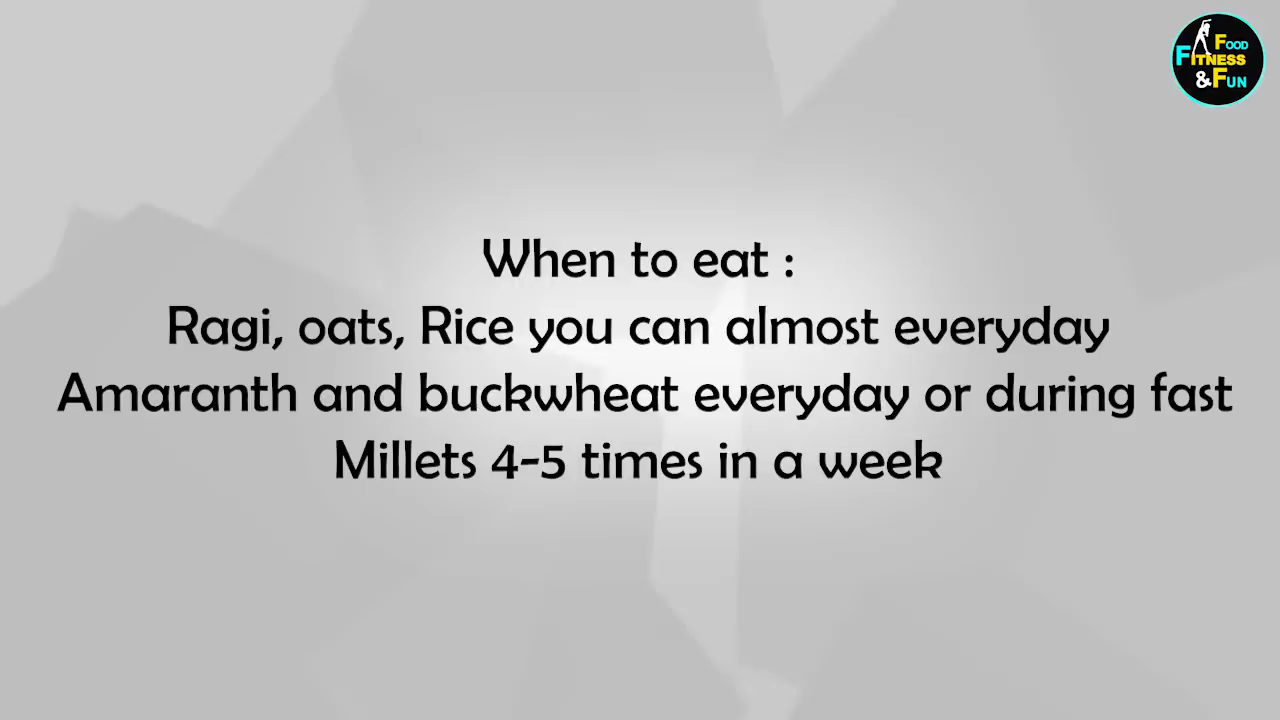 Food
Fitness
&Fun
When to eat :
Ragi, oats, Rice you can almost everyday
Amaranth and buckwheat everyday or during fast
Millets 4-5 times in a week